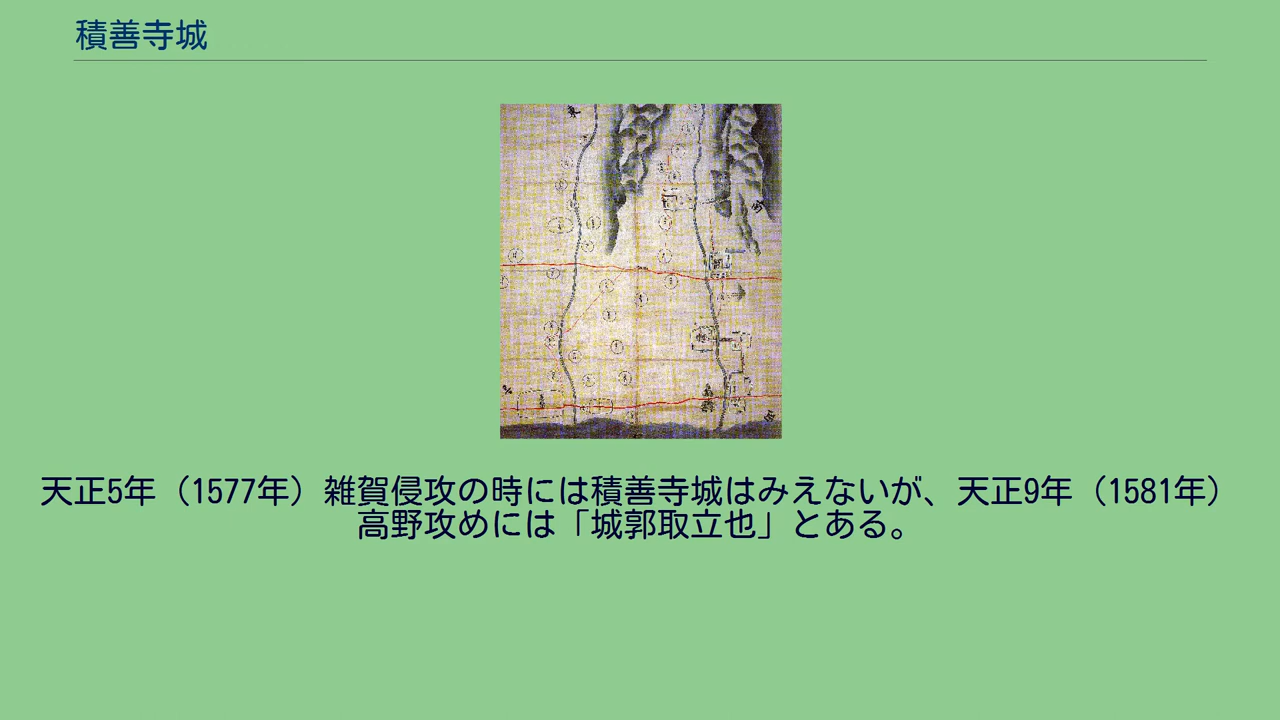 積善寺城
天正5年（1577年）雑賀侵攻の時には積善寺城はみえないが、天正9年（1581年）
高野攻めには「城郭取立也」とある。